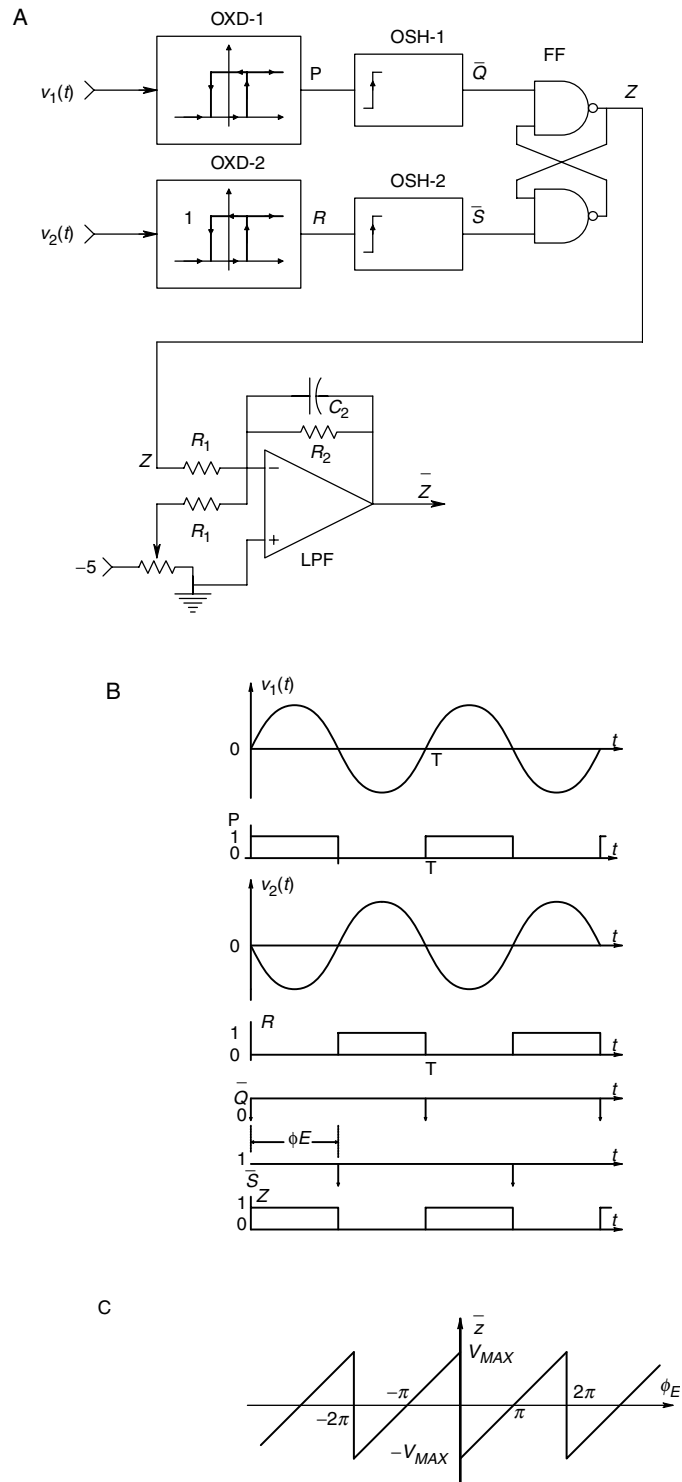 A
OXD-1
OSH-1
FF
v1(t)
P
Q̅
Z
OXD-2
OSH-2
v2(t)
1
R
S̅
C2
R2
Z
R1
−
Z̅
R1
+
LPF
−5
B
v1(t)
0
T
t
P
1
0
T
t
v2(t)
0
t
R
1
0
T
t
Q̅
0
t
ϕE
1
t
S̅
Z
1
0
t
C
z̅
VMAX
−π
2π
ϕE
−2π
π
−VMAX